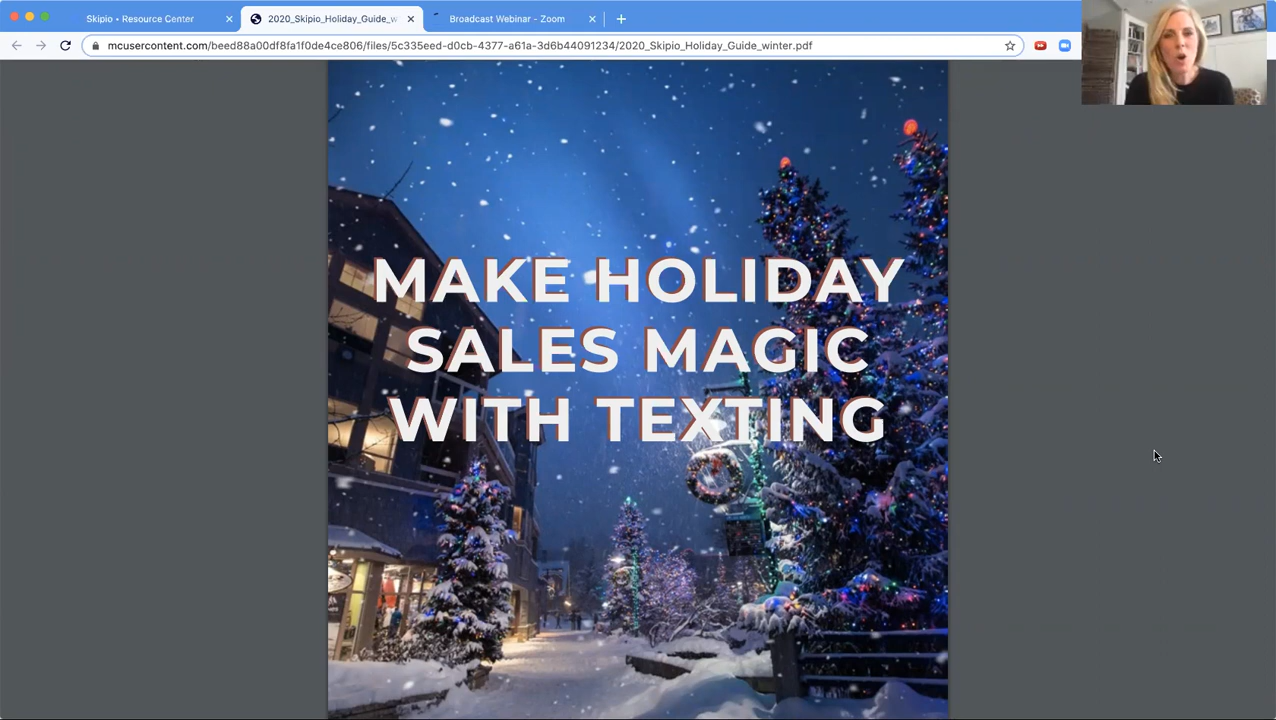 Skipio • Resource Center
2020_Skipio_Holiday_Guide_w
Broadcast Webinar - Zoom
mcusercontent.com/beed88a00df8fa1f0de4ce806/files/5c335eed-d0cb-4377-a61a-3d6b44091234/2020_Skipio_Holiday_Guide_winter.pdf
MAKE HOLIDAY
SALES MAGIC
WITH TEXTING